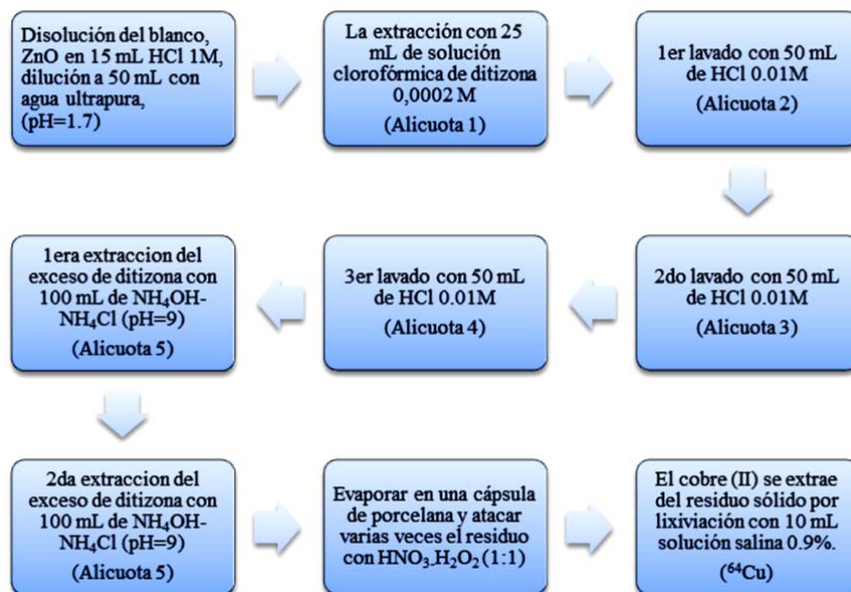 Disolución del blanco,
ZnO en 15 mL HCl 1M,
dilución a 50 mL con
agua ultrapura,
(pH=1.7)
La extracción con 25
mL de solución
clorofórmica de ditizona
0,0002 M
(Alicuota 1)
1er lavado con 50 mL
de HCl 0.01M
(Alicuota 2)
2do lavado con 50 mL
de HCl 0.01M
(Alicuota 3)
3er lavado con 50 mL
de HCl 0.01M
(Alicuota 4)
1era extraccion del
exceso de ditizona con
100 mL de NH₄OH-
NH₄Cl (pH=9)
(Alicuota 5)
2da extraccion del
exceso de ditizona con
100 mL de NH₄OH-
NH₄Cl (pH=9)
(Alicuota 5)
Evaporar en una cápsula
de porcelana y atacar
varias veces el residuo
con HNO₃-H₂O₂ (1:1)
El cobre (II) se extrae
del residuo sólido por
lixiviación con 10 mL
solución salina 0.9%.
(⁶⁴Cu)